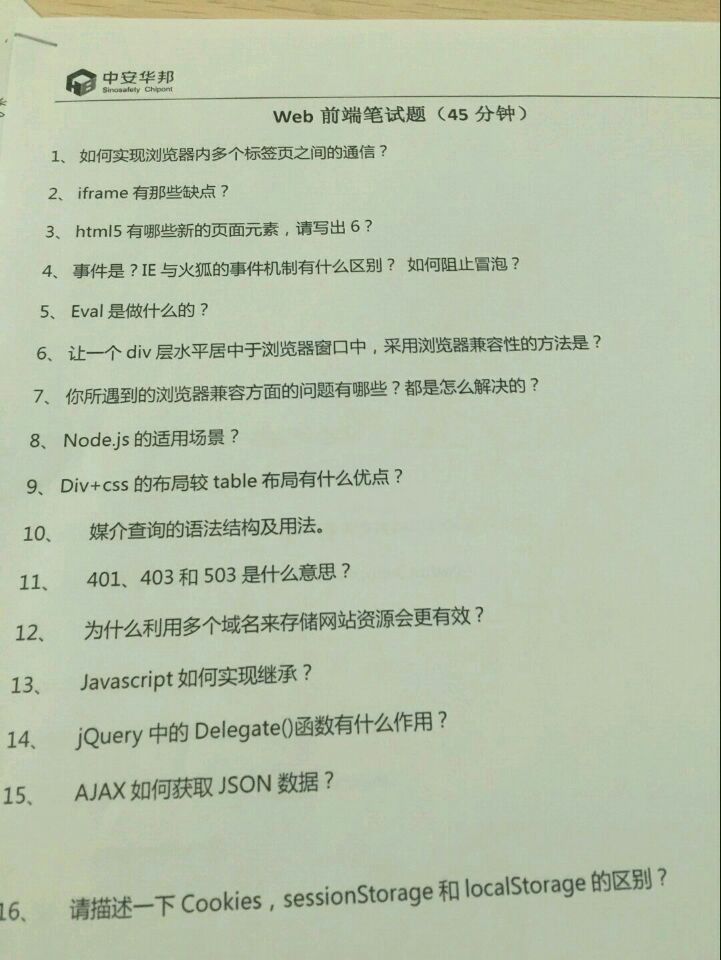 中安华邦
Sinosafety Chipont
Web 前端笔试题（45 分钟）
1、 如何实现浏览器内多个标签页之间的通信？
2、 iframe 有那些缺点？
3、 html5 有哪些新的页面元素，请写出 6？
4、 事件是？IE 与火狐的事件机制有什么区别？ 如何阻止冒泡？
5、 Eval 是做什么的？
6、 让一个 div 层水平居中于浏览器窗口中，采用浏览器兼容性的方法是？
7、 你所遇到的浏览器兼容方面的问题有哪些？都是怎么解决的？
8、 Node.js 的适用场景？
9、 Div+css 的布局较 table 布局有什么优点？
10、 媒介查询的语法结构及用法。
11、 401、403 和 503 是什么意思？
12、 为什么利用多个域名来存储网站资源会更有效？
13、 Javascript 如何实现继承？
14、 jQuery 中的 Delegate()函数有什么作用？
15、 AJAX 如何获取 JSON 数据？
16、 请描述一下 Cookies，sessionStorage 和 localStorage 的区别？